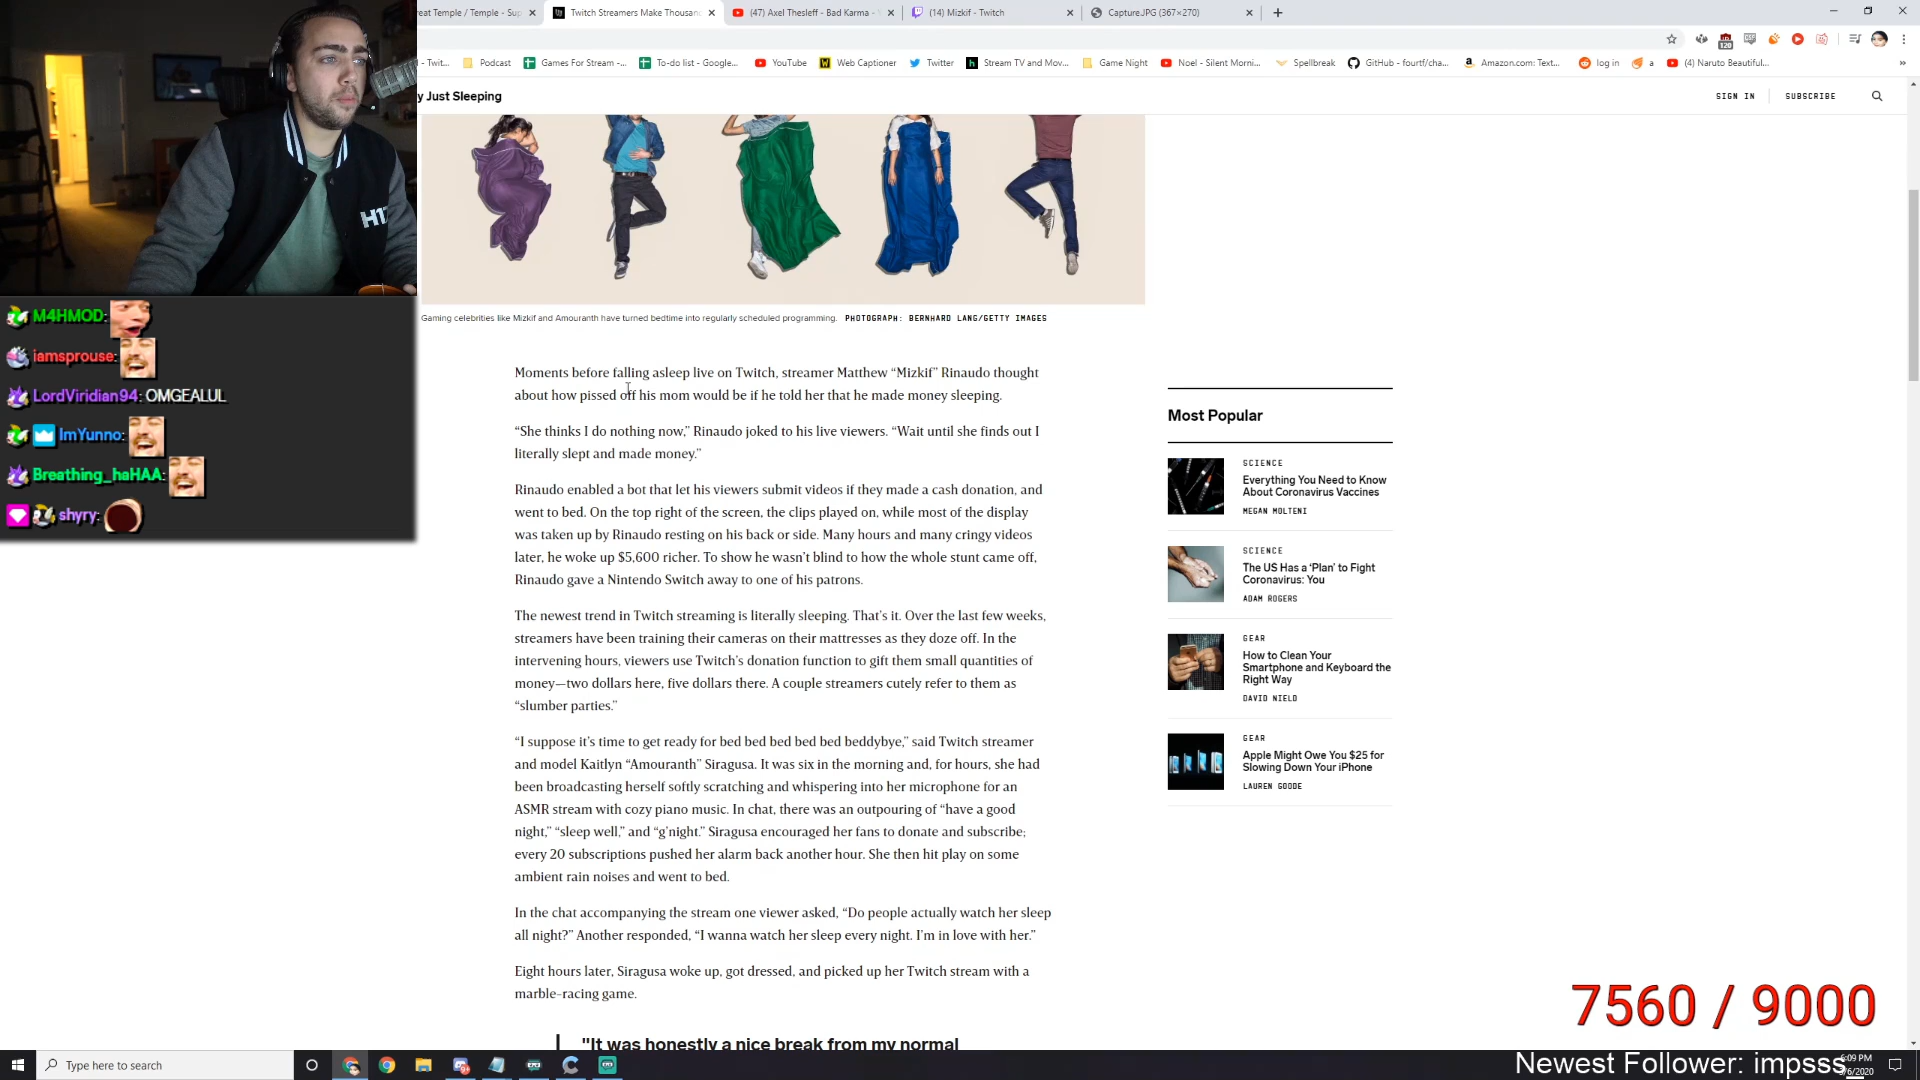 reat Temple / Temple - Sup
Twitch Streamers Make Thousan
(47) Axel Thesleff - Bad Karma -
(14) Mizkif - Twitch
Capture.JPG (367×270)
120
- Twit...
Podcast
Games For Stream -...
To-do list - Google...
YouTube
Web Captioner
Twitter
Stream TV and Mov...
Game Night
Noel - Silent Morni...
Spellbreak
GitHub - fourtf/cha...
Amazon.com: Text...
log in
a
(4) Naruto Beautiful...
y Just Sleeping
SIGN IN
SUBSCRIBE
Gaming celebrities like Mizkif and Amouranth have turned bedtime into regularly scheduled programming. PHOTOGRAPH: BERNHARD LANG/GETTY IMAGES
M4HMOD:
iamsprouse:
LordViridian94: OMGEALUL
ImYunno:
Breathing_haHAA:
shyry:
Moments before falling asleep live on Twitch, streamer Matthew “Mizkif” Rinaudo thought
about how pissed off his mom would be if he told her that he made money sleeping.
“She thinks I do nothing now,” Rinaudo joked to his live viewers. “Wait until she finds out I
literally slept and made money.”
Rinaudo enabled a bot that let his viewers submit videos if they made a cash donation, and
went to bed. On the top right of the screen, the clips played on, while most of the display
was taken up by Rinaudo resting on his back or side. Many hours and many cringy videos
later, he woke up $5,600 richer. To show he wasn’t blind to how the whole stunt came off,
Rinaudo gave a Nintendo Switch away to one of his patrons.
The newest trend in Twitch streaming is literally sleeping. That’s it. Over the last few weeks,
streamers have been training their cameras on their mattresses as they doze off. In the
intervening hours, viewers use Twitch’s donation function to gift them small quantities of
money—two dollars here, five dollars there. A couple streamers cutely refer to them as
“slumber parties.”
“I suppose it’s time to get ready for bed bed bed bed bed beddybye,” said Twitch streamer
and model Kaitlyn “Amouranth” Siragusa. It was six in the morning and, for hours, she had
been broadcasting herself softly scratching and whispering into her microphone for an
ASMR stream with cozy piano music. In chat, there was an outpouring of “have a good
night,” “sleep well,” and “g’night.” Siragusa encouraged her fans to donate and subscribe;
every 20 subscriptions pushed her alarm back another hour. She then hit play on some
ambient rain noises and went to bed.
In the chat accompanying the stream one viewer asked, “Do people actually watch her sleep
all night?” Another responded, “I wanna watch her sleep every night. I’m in love with her.”
Eight hours later, Siragusa woke up, got dressed, and picked up her Twitch stream with a
marble-racing game.
"It was honestly a nice break from my normal
Most Popular
SCIENCE
Everything You Need to Know
About Coronavirus Vaccines
MEGAN MOLTENI
SCIENCE
The US Has a ‘Plan’ to Fight
Coronavirus: You
ADAM ROGERS
GEAR
How to Clean Your
Smartphone and Keyboard the
Right Way
DAVID NIELD
GEAR
Apple Might Owe You $25 for
Slowing Down Your iPhone
LAUREN GOODE
7560 / 9000
Newest Follower: impsss
Type here to search
6:09 PM
/6/2020